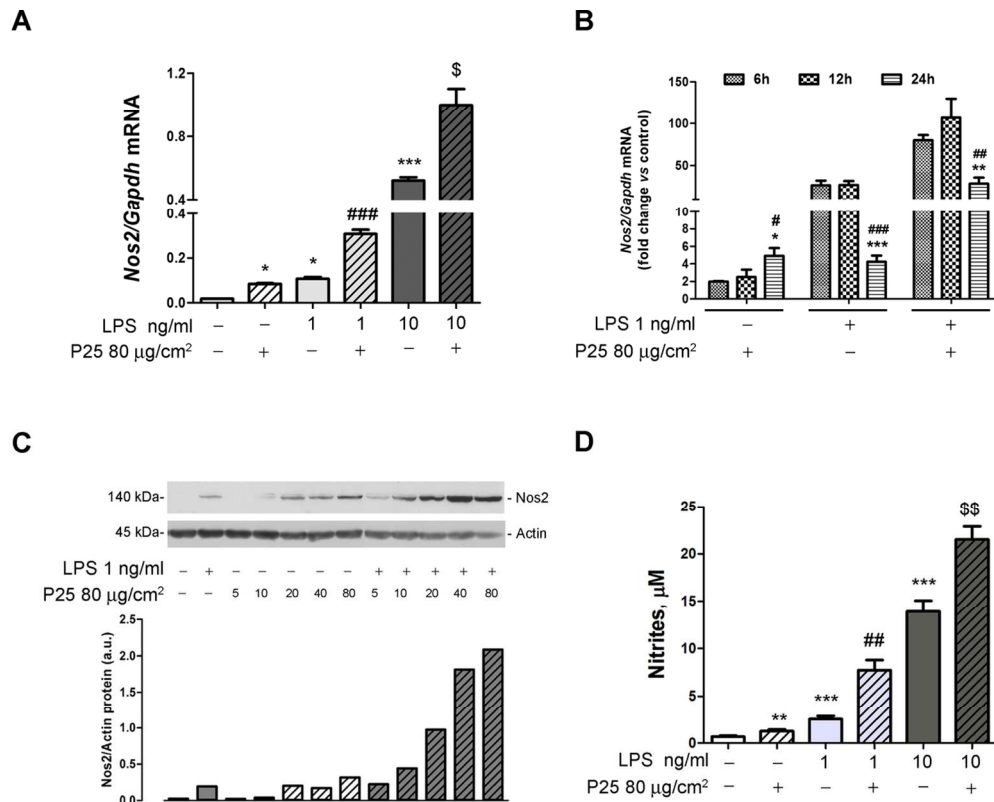 A
Nos2/Gapdh mRNA
1.2
0.8
0.4
0.4
0.2
0.0
$
***
###
*
*
LPS ng/ml – – 1 1 10 10
P25 80 μg/cm² – + – + – +
B
Nos2/Gapdh mRNA
(fold change vs control)
6h 12h 24h
150
100
50
10
8
6
4
2
0
#
*
###
***
##
**
LPS 1 ng/ml – + +
P25 80 μg/cm² + – +
C
140 kDa- - Nos2
45 kDa- - Actin
LPS 1 ng/ml – + – – – – – + + + + +
P25 80 μg/cm² – – 5 10 20 40 80 5 10 20 40 80
Nos2/Actin protein (a.u.)
2.5
2.0
1.5
1.0
0.5
0.0
D
Nitrites, μM
25
20
15
10
5
0
**
***
##
***
$$
LPS ng/ml – – 1 1 10 10
P25 80 μg/cm² – + – + – +